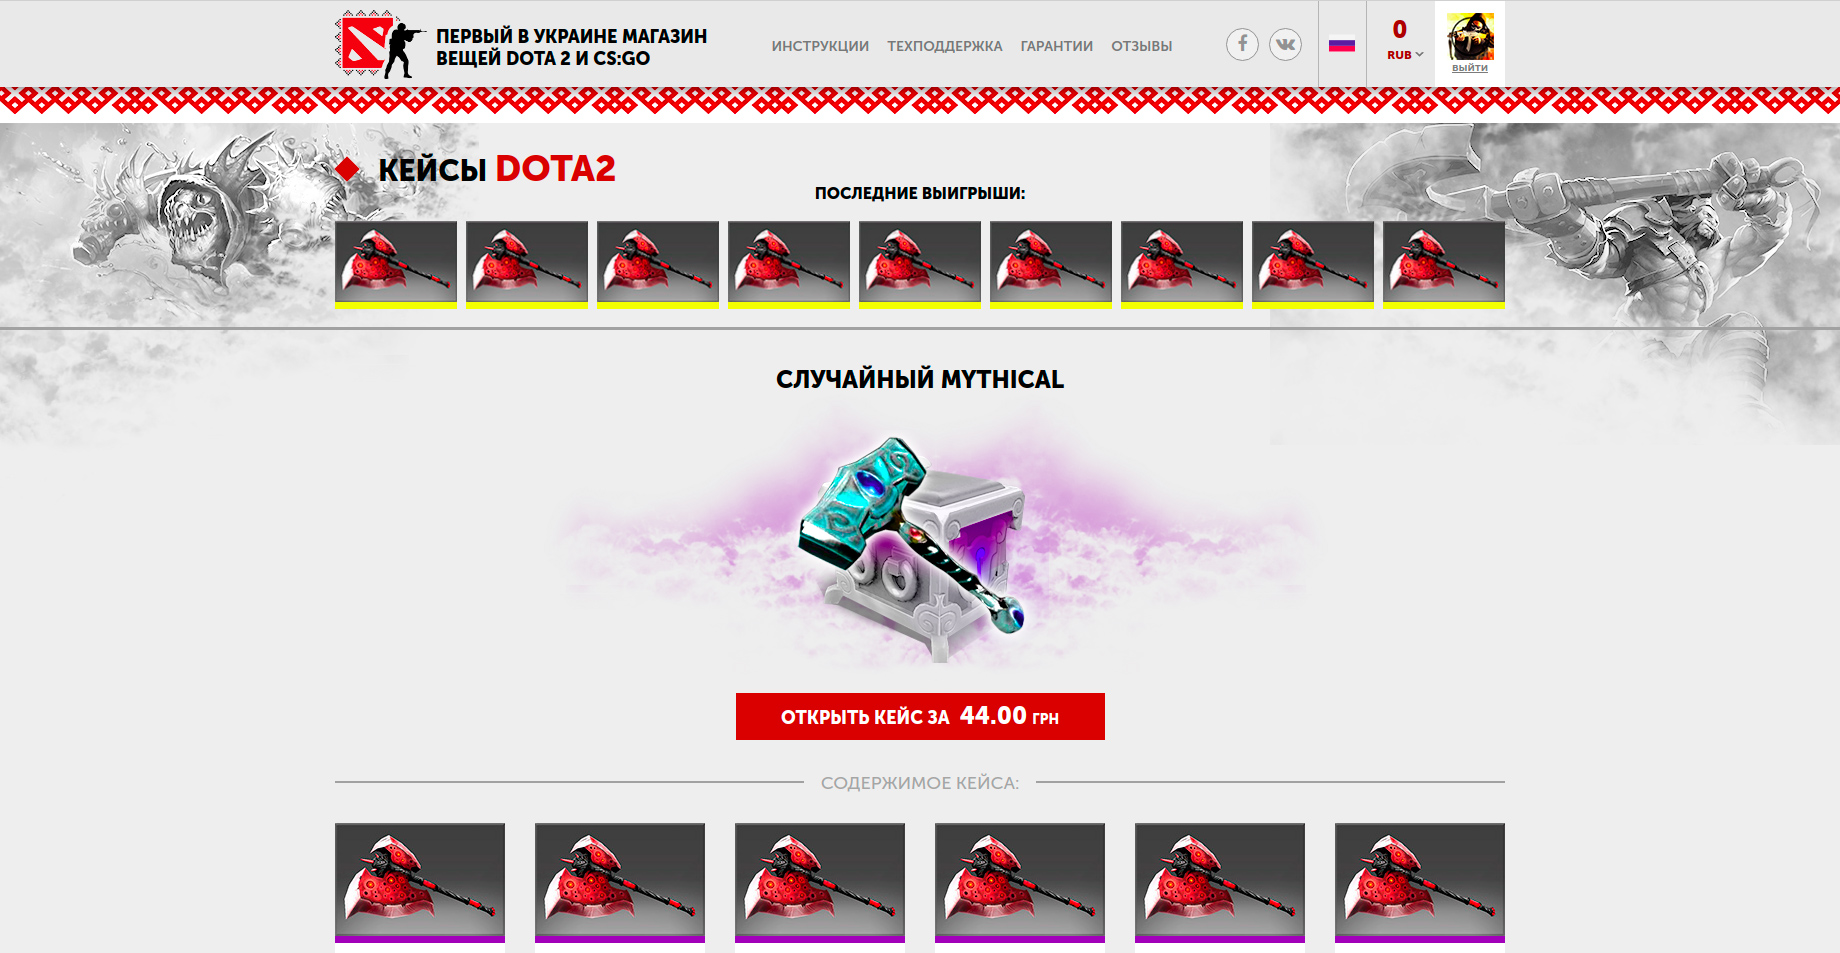 ПЕРВЫЙ В УКРАИНЕ МАГАЗИН
ВЕЩЕЙ DOTA 2 И CS:GO
ИНСТРУКЦИИ ТЕХПОДДЕРЖКА ГАРАНТИИ ОТЗЫВЫ
0
RUB
ВЫЙТИ
КЕЙСЫ DOTA2
ПОСЛЕДНИЕ ВЫИГРЫШИ:
СЛУЧАЙНЫЙ MYTHICAL
ОТКРЫТЬ КЕЙС ЗА 44.00 ГРН
СОДЕРЖИМОЕ КЕЙСА: